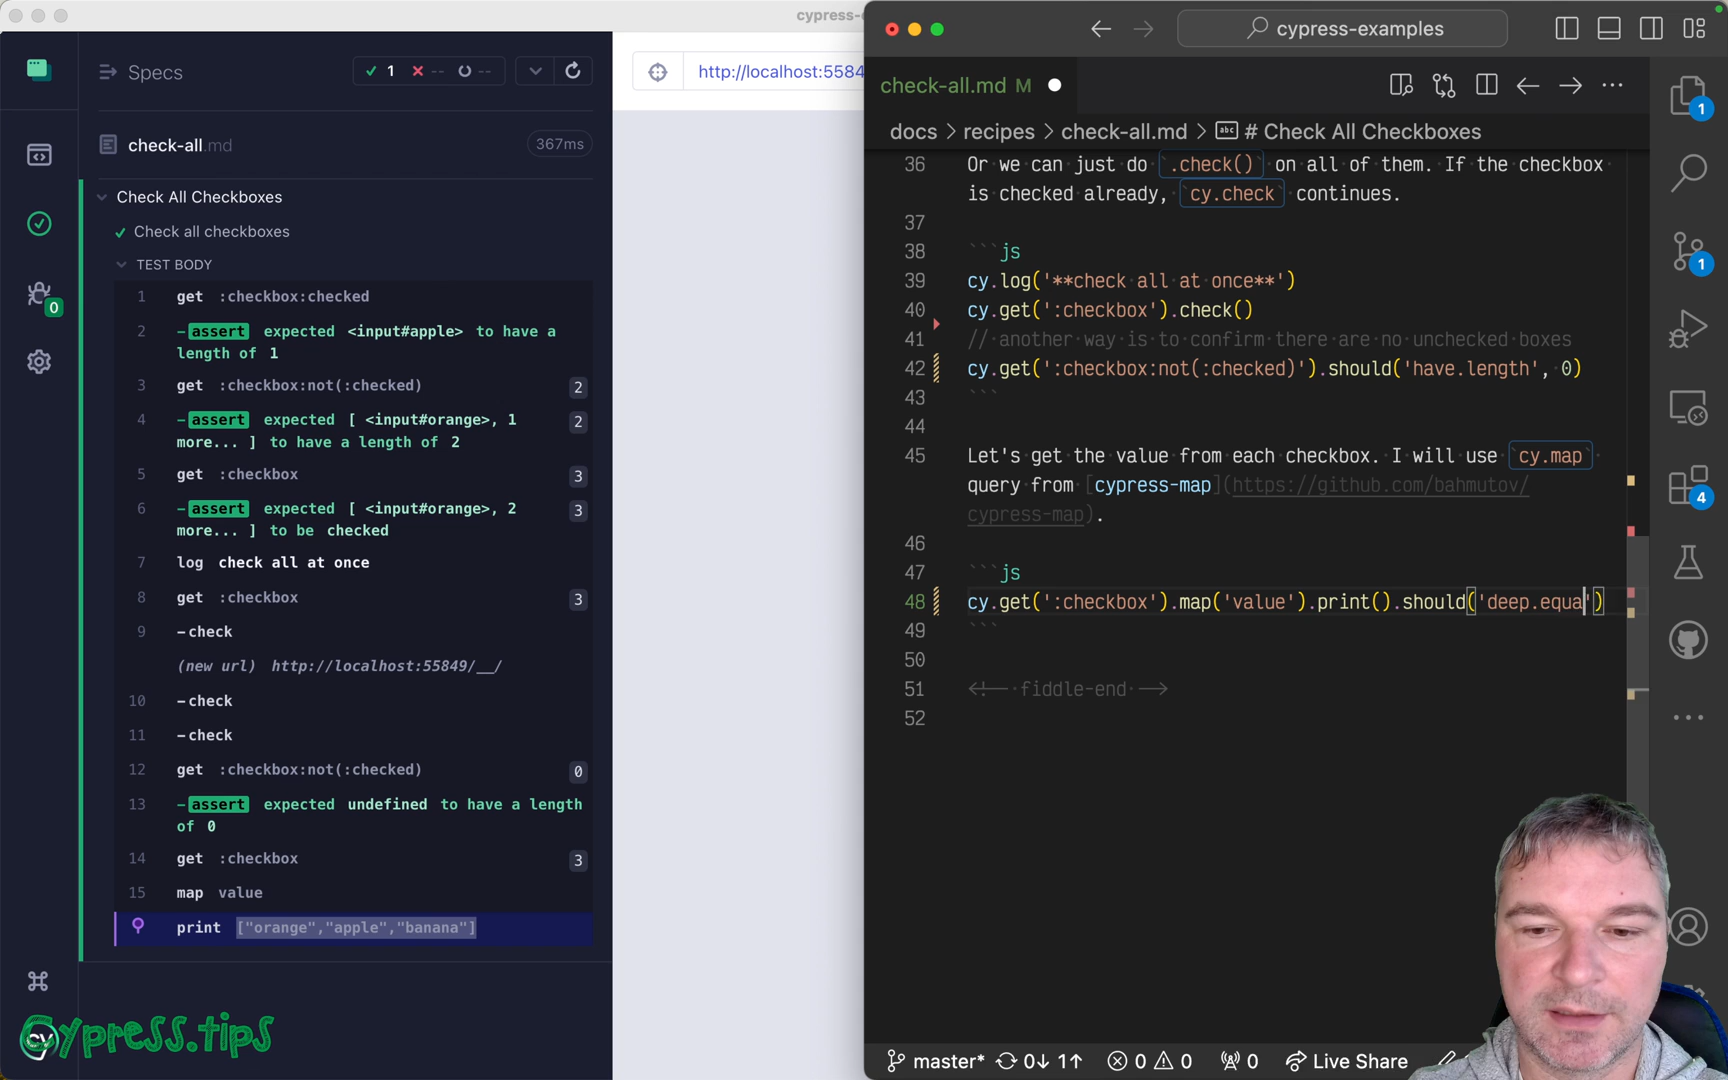 cypress-
Specs
1
--
--
http://localhost:5584
check-all.md
367ms
Check All Checkboxes
Check all checkboxes
TEST BODY
1 get :checkbox:checked
2 -assert expected <input#apple> to have a
length of 1
3 get :checkbox:not(:checked) 2
4 -assert expected [ <input#orange>, 1 2
more... ] to have a length of 2
5 get :checkbox 3
6 -assert expected [ <input#orange>, 2 3
more... ] to be checked
7 log check all at once
8 get :checkbox 3
9 -check
(new url) http://localhost:55849/__/
10 -check
11 -check
12 get :checkbox:not(:checked) 0
13 -assert expected undefined to have a length
of 0
14 get :checkbox 3
15 map value
print ["orange","apple","banana"]
0
cy
Cypress.tips
cypress-examples
check-all.md M
docs > recipes > check-all.md > abc # Check All Checkboxes
36 Or we can just do `.check()` on all of them. If the checkbox
is checked already, `cy.check` continues.
37
38 ```js
39 cy.log('**check all at once**')
40 cy.get(':checkbox').check()
41 // another way is to confirm there are no unchecked boxes
42 cy.get(':checkbox:not(:checked)').should('have.length', 0)
43 ```
44
45 Let's get the value from each checkbox. I will use `cy.map`
query from [cypress-map](https://github.com/bahmutov/
cypress-map).
46
47 ```js
48 cy.get(':checkbox').map('value').print().should('deep.equa')
49 ```
50
51 <!-- fiddle-end -->
52
1
1
4
master* 0↓ 1↑ 0 0 0 Live Share